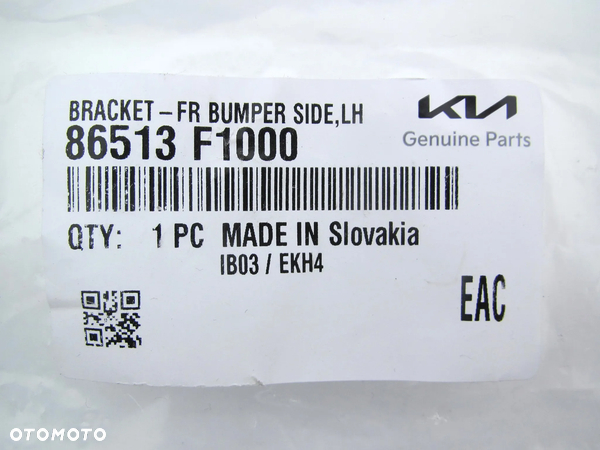 BRACKET-FR BUMPER SIDE,LH
KIA
86513 F1000
Genuine Parts
QTY: 1 PC MADE IN Slovakia
IB03 / EKH4
EAC
OTOMOTO